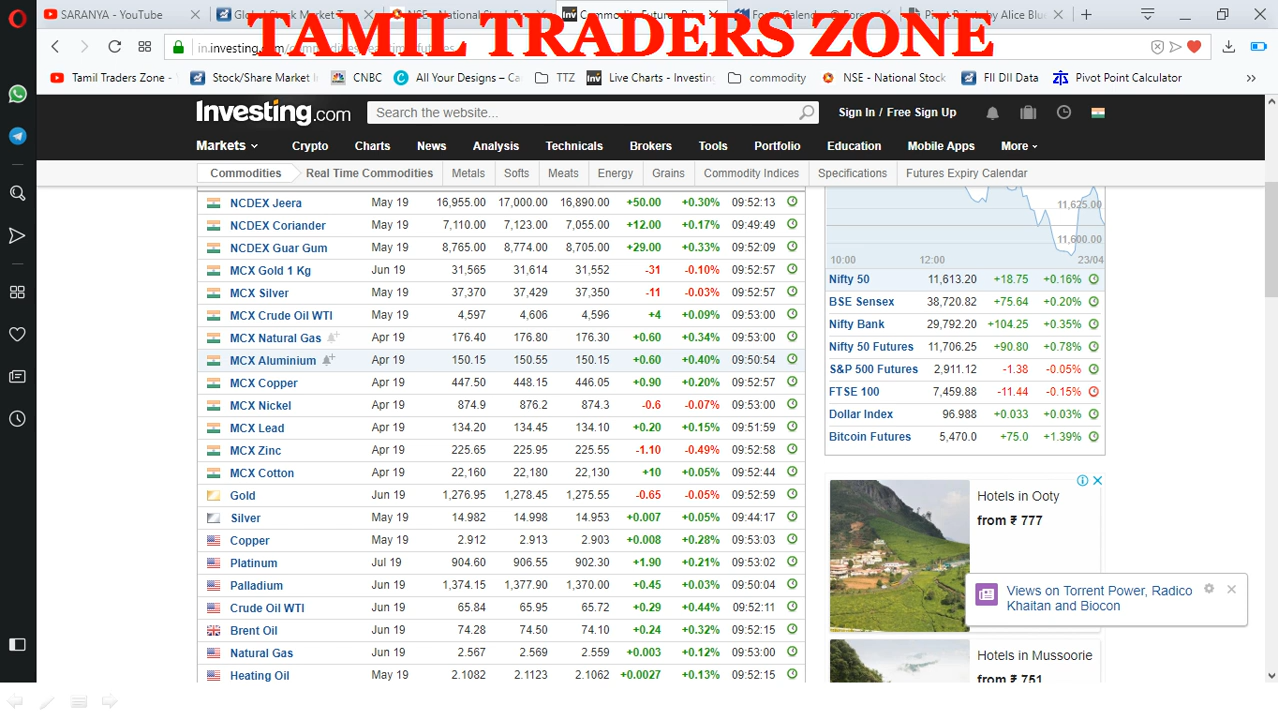 SARANYA - YouTube
Global Stock Market T
NSE - National Stock E
Commodity Futures Pric
Forex Calendar @ Forex
Pivot Points by Alice Blu
TAMIL TRADERS ZONE
in.investing.com/commodities/real-time-futures
Tamil Traders Zone - Stock/Share Market CNBC All Your Designs – Ca TTZ Live Charts - Investin commodity NSE - National Stock FII DII Data Pivot Point Calculator »
Investing.com Search the website... Sign In / Free Sign Up
Markets Crypto Charts News Analysis Technicals Brokers Tools Portfolio Education Mobile Apps More
Commodities Real Time Commodities Metals Softs Meats Energy Grains Commodity Indices Specifications Futures Expiry Calendar
NCDEX Jeera May 19 16,955.00 17,000.00 16,890.00 +50.00 +0.30% 09:52:13
NCDEX Coriander May 19 7,110.00 7,123.00 7,055.00 +12.00 +0.17% 09:49:49
NCDEX Guar Gum May 19 8,765.00 8,774.00 8,705.00 +29.00 +0.33% 09:52:09
MCX Gold 1 Kg Jun 19 31,565 31,614 31,552 -31 -0.10% 09:52:57
MCX Silver May 19 37,370 37,429 37,350 -11 -0.03% 09:52:57
MCX Crude Oil WTI May 19 4,597 4,606 4,596 +4 +0.09% 09:53:00
MCX Natural Gas Apr 19 176.40 176.80 176.30 +0.60 +0.34% 09:53:00
MCX Aluminium Apr 19 150.15 150.55 150.15 +0.60 +0.40% 09:50:54
MCX Copper Apr 19 447.50 448.15 446.05 +0.90 +0.20% 09:52:57
MCX Nickel Apr 19 874.9 876.2 874.3 -0.6 -0.07% 09:53:00
MCX Lead Apr 19 134.20 134.45 134.10 +0.20 +0.15% 09:51:59
MCX Zinc Apr 19 225.65 225.95 225.55 -1.10 -0.49% 09:52:58
MCX Cotton Apr 19 22,160 22,180 22,130 +10 +0.05% 09:52:44
Gold Jun 19 1,276.95 1,278.45 1,275.55 -0.65 -0.05% 09:52:59
Silver May 19 14.982 14.998 14.953 +0.007 +0.05% 09:44:17
Copper May 19 2.912 2.913 2.903 +0.008 +0.28% 09:53:03
Platinum Jul 19 904.60 906.55 902.30 +1.90 +0.21% 09:53:02
Palladium Jun 19 1,374.15 1,377.90 1,370.00 +0.45 +0.03% 09:50:04
Crude Oil WTI Jun 19 65.84 65.95 65.72 +0.29 +0.44% 09:52:11
Brent Oil Jun 19 74.28 74.50 74.10 +0.24 +0.32% 09:52:15
Natural Gas Jun 19 2.567 2.569 2.559 +0.003 +0.12% 09:53:00
Heating Oil May 19 2.1082 2.1123 2.1062 +0.0027 +0.13% 09:52:15
11,625.00
11,600.00
10:00 12:00 23/04
Nifty 50 11,613.20 +18.75 +0.16%
BSE Sensex 38,720.82 +75.64 +0.20%
Nifty Bank 29,792.20 +104.25 +0.35%
Nifty 50 Futures 11,706.25 +90.80 +0.78%
S&P 500 Futures 2,911.12 -1.38 -0.05%
FTSE 100 7,459.88 -11.44 -0.15%
Dollar Index 96.988 +0.033 +0.03%
Bitcoin Futures 5,470.0 +75.0 +1.39%
Hotels in Ooty
from ₹ 777
Views on Torrent Power, Radico
Khaitan and Biocon
Hotels in Mussoorie
from ₹ 751